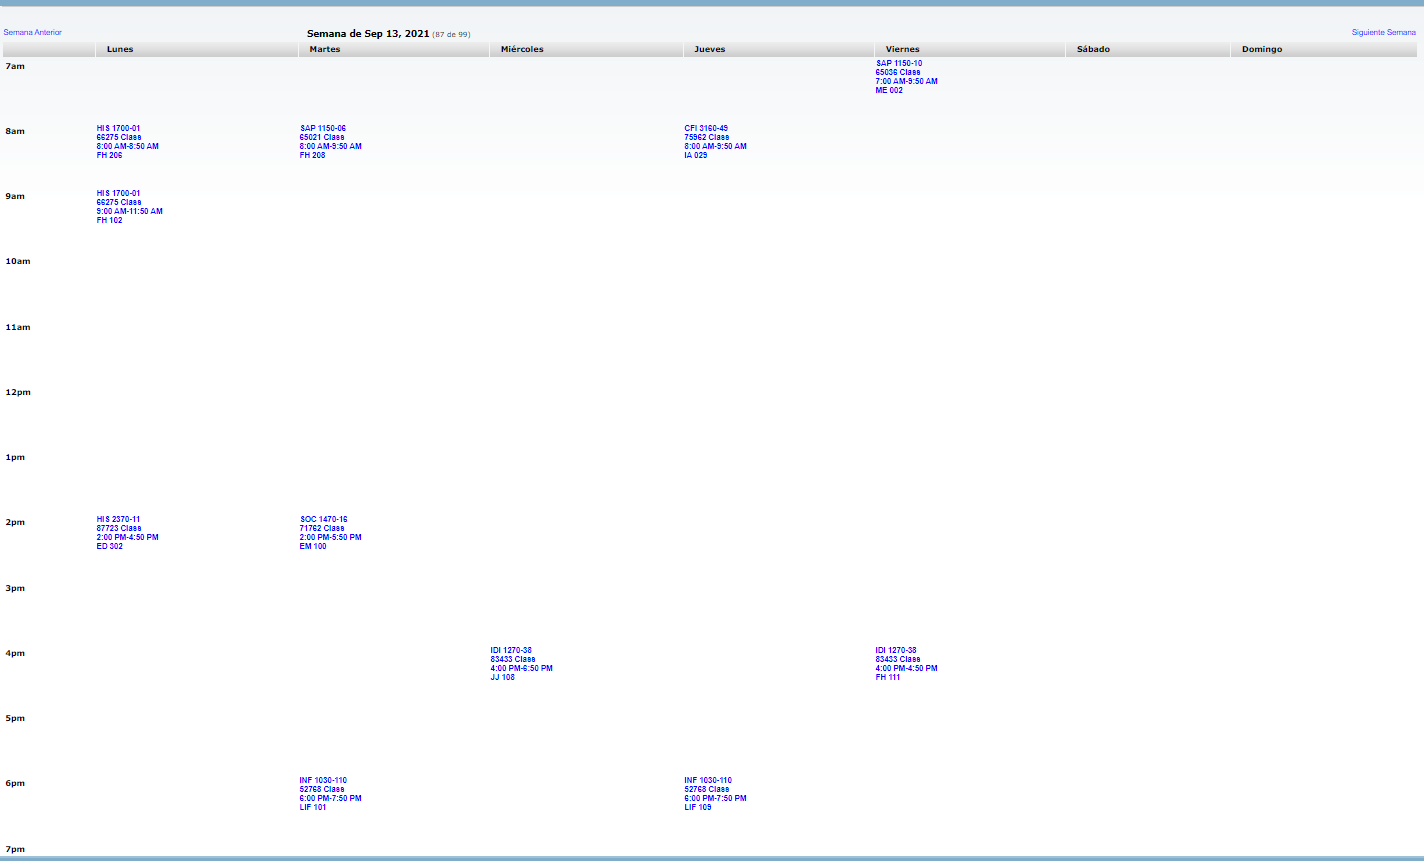 Semana Anterior
Semana de Sep 13, 2021 (87 de 99)
Siguiente Semana
Lunes Martes Miércoles Jueves Viernes Sábado Domingo
7am
SAP 1150-10
65036 Class
7:00 AM-9:50 AM
ME 002
8am
HIS 1700-01
66275 Class
8:00 AM-8:50 AM
FH 206
SAP 1150-06
65021 Class
8:00 AM-9:50 AM
FH 208
CFI 3160-49
75962 Class
8:00 AM-9:50 AM
IA 029
9am
HIS 1700-01
66275 Class
9:00 AM-11:50 AM
FH 102
10am
11am
12pm
1pm
2pm
HIS 2370-11
87723 Class
2:00 PM-4:50 PM
ED 302
SOC 1470-16
71762 Class
2:00 PM-5:50 PM
EM 100
3pm
4pm
IDI 1270-38
83433 Class
4:00 PM-6:50 PM
JJ 108
IDI 1270-38
83433 Class
4:00 PM-4:50 PM
FH 111
5pm
6pm
INF 1030-110
52768 Class
6:00 PM-7:50 PM
LIF 101
INF 1030-110
52768 Class
6:00 PM-7:50 PM
LIF 109
7pm